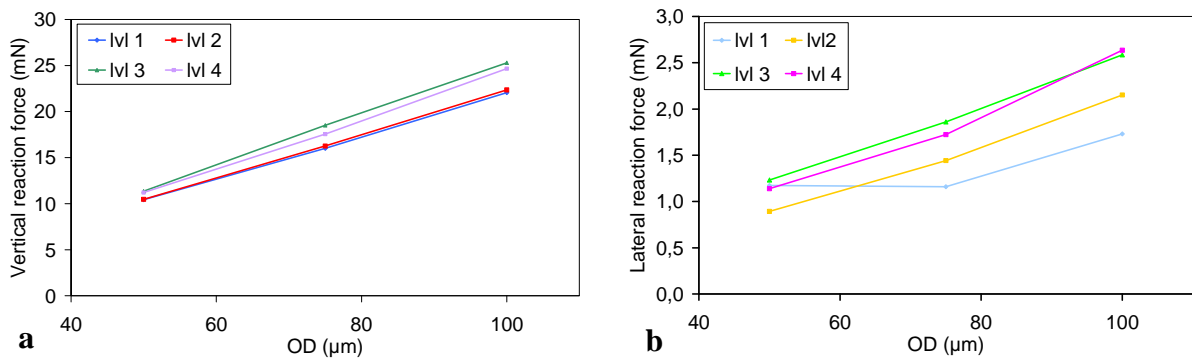 30
25
20
15
10
5
0
Vertical reaction force (mN)
lvl 1
lvl 2
lvl 3
lvl 4
40
60
80
100
OD (µm)
a
3,0
2,5
2,0
1,5
1,0
0,5
0,0
Lateral reaction force (mN)
lvl 1
lvl2
lvl 3
lvl 4
40
60
80
100
OD (µm)
b